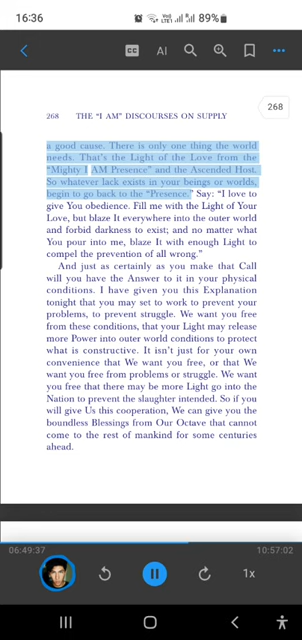 16:36
89%
CC AI
268
268 THE “I AM” DISCOURSES ON SUPPLY
a good cause. There is only one thing the world
needs. That’s the Light of the Love from the
“Mighty I AM Presence” and the Ascended Host.
So whatever lack exists in your beings or worlds,
begin to go back to the “Presence.” Say: “I love to
give You obedience. Fill me with the Light of Your
Love, but blaze It everywhere into the outer world
and forbid darkness to exist; and no matter what
You pour into me, blaze It with enough Light to
compel the prevention of all wrong.”
And just as certainly as you make that Call
will you have the Answer to it in your physical
conditions. I have given you this Explanation
tonight that you may set to work to prevent your
problems, to prevent struggle. We want you free
from these conditions, that your Light may release
more Power into outer world conditions to protect
what is constructive. It isn’t just for your own
convenience that We want you free, or that We
want you free from problems or struggle. We want
you free that there may be more Light go into the
Nation to prevent the slaughter intended. So if you
will give Us this cooperation, We can give you the
boundless Blessings from Our Octave that cannot
come to the rest of mankind for some centuries
ahead.
06:49:37 10:57:02
1x